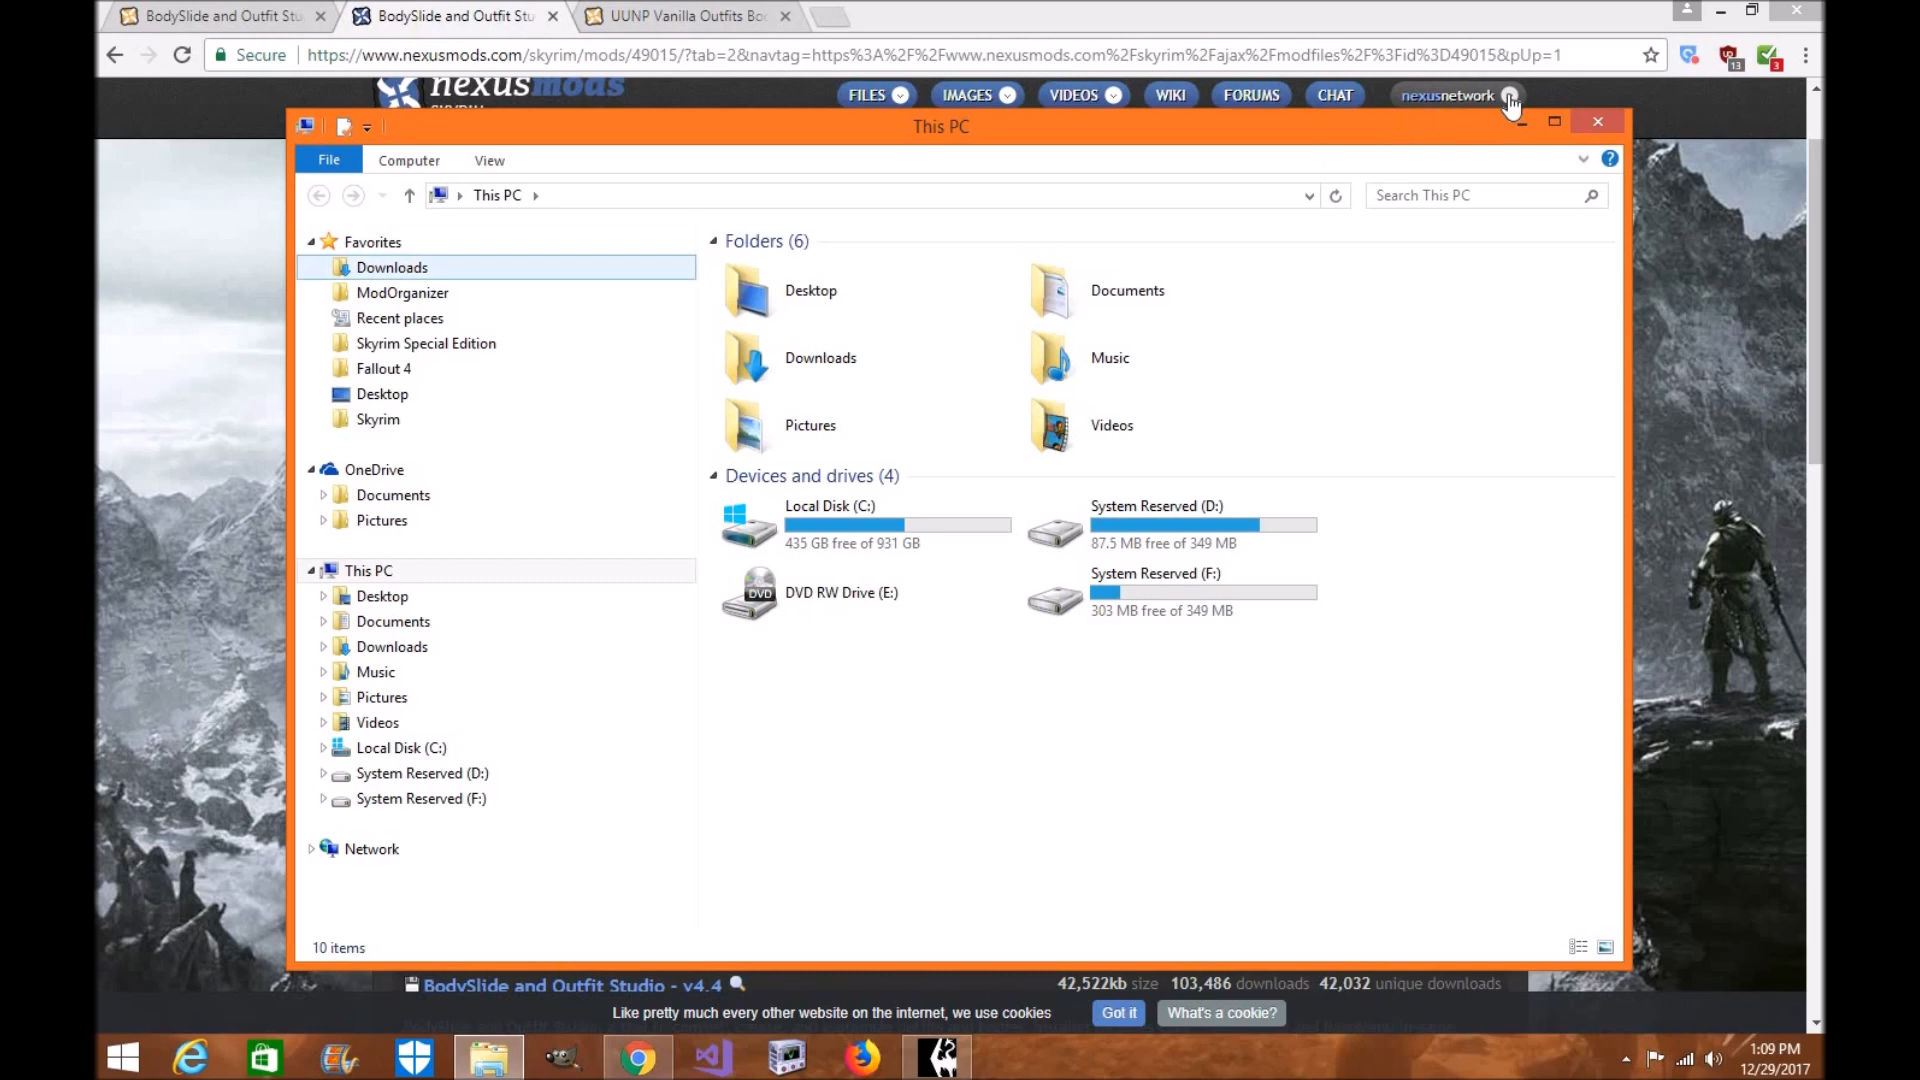 BodySlide and Outfit Stu
BodySlide and Outfit Stu
UUNP Vanilla Outfits Boo
Secure
https://www.nexusmods.com/skyrim/mods/49015/?tab=2&navtag=https%3A%2F%2Fwww.nexusmods.com%2Fskyrim%2Fajax%2Fmodfiles%2F%3Fid%3D49015&pUp=1
13
3
nexusmods
FILES
IMAGES
VIDEOS
WIKI
FORUMS
CHAT
nexusnetwork
This PC
File
Computer
View
This PC
Search This PC
Favorites
Downloads
ModOrganizer
Recent places
Skyrim Special Edition
Fallout 4
Desktop
Skyrim
OneDrive
Documents
Pictures
This PC
Desktop
Documents
Downloads
Music
Pictures
Videos
Local Disk (C:)
System Reserved (D:)
System Reserved (F:)
Network
Folders (6)
Desktop
Documents
Downloads
Music
Pictures
Videos
Devices and drives (4)
Local Disk (C:)
435 GB free of 931 GB
System Reserved (D:)
87.5 MB free of 349 MB
DVD
DVD RW Drive (E:)
System Reserved (F:)
303 MB free of 349 MB
10 items
BodySlide and Outfit Studio - v4.4
42,522kb size 103,486 downloads 42,032 unique downloads
Like pretty much every other website on the internet, we use cookies
Got it
What's a cookie?
1:09 PM
12/29/2017